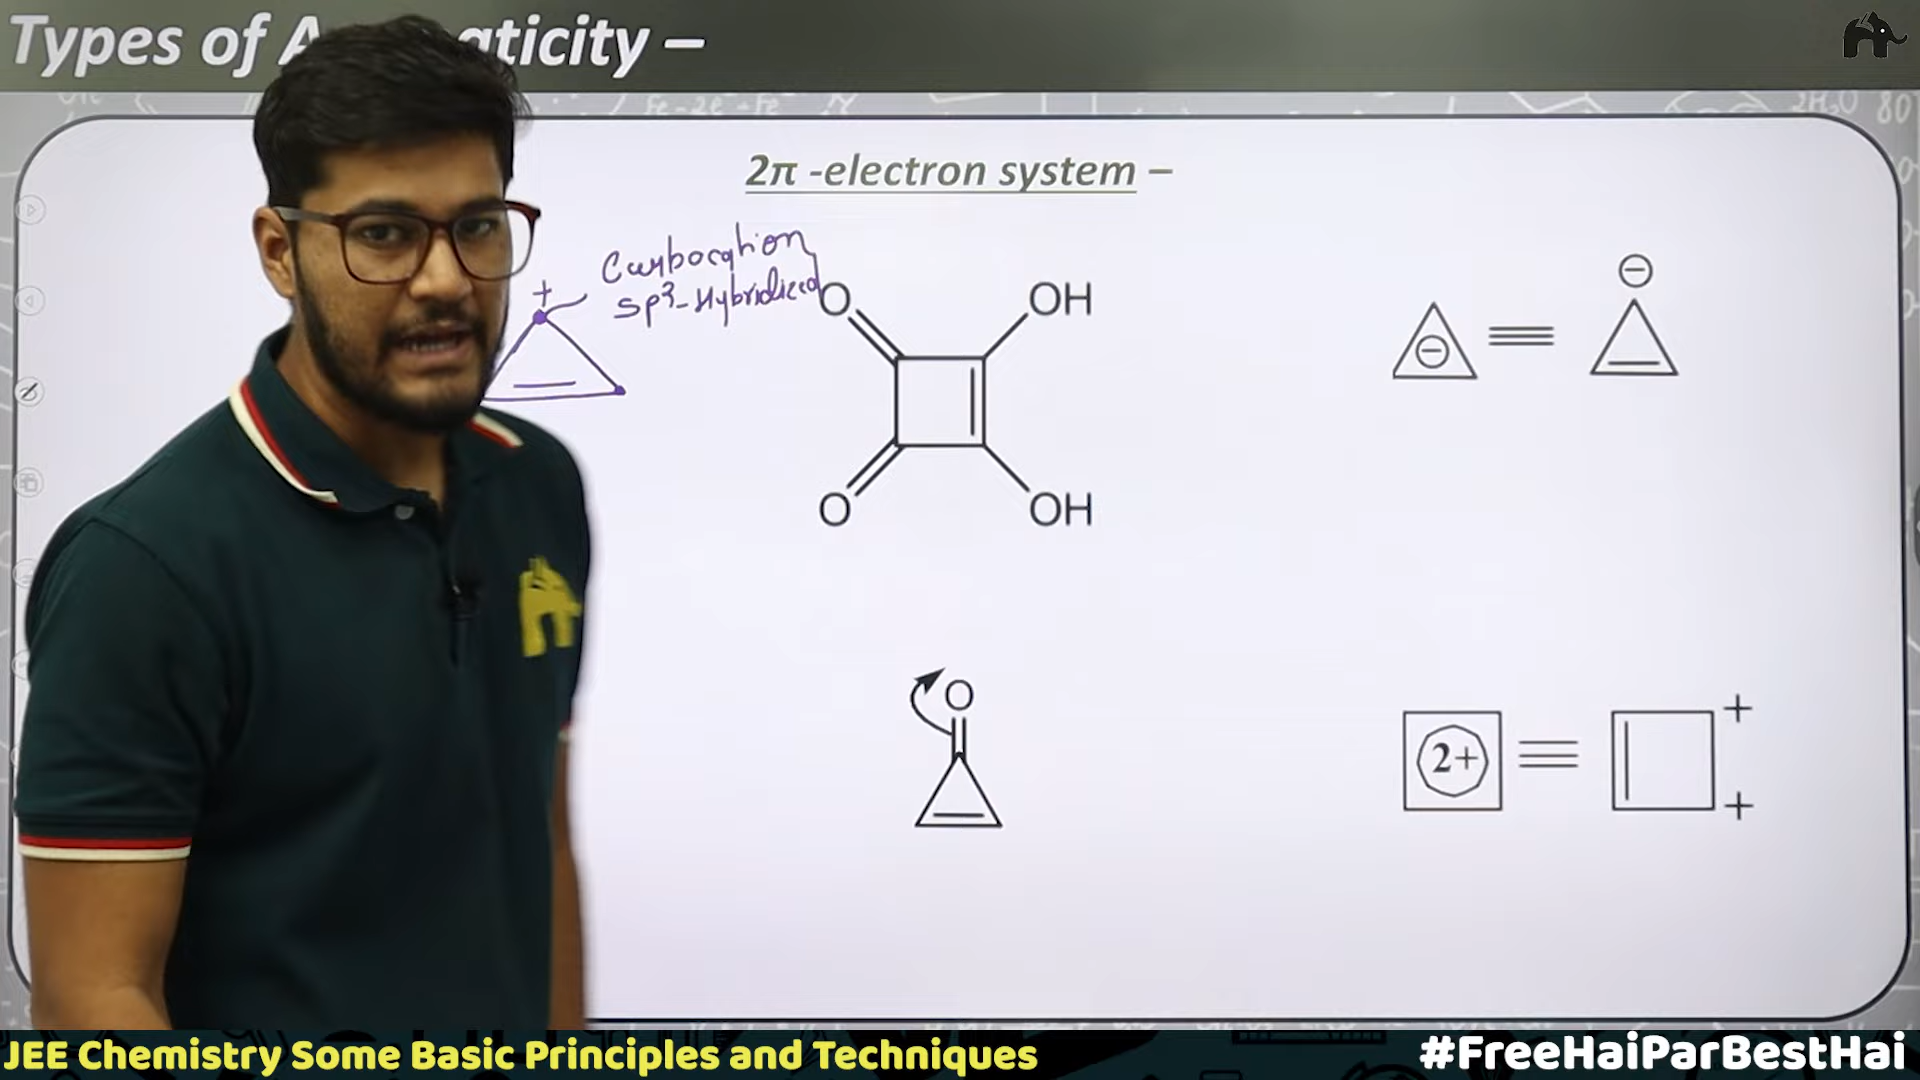 Types of A aticity –
2π -electron system –
+
Carbocation
sp²-Hybridized
O
OH
O
OH
⊖
⊖
O
2+
+
+
JEE Chemistry Some Basic Principles and Techniques
#FreeHaiParBestHai